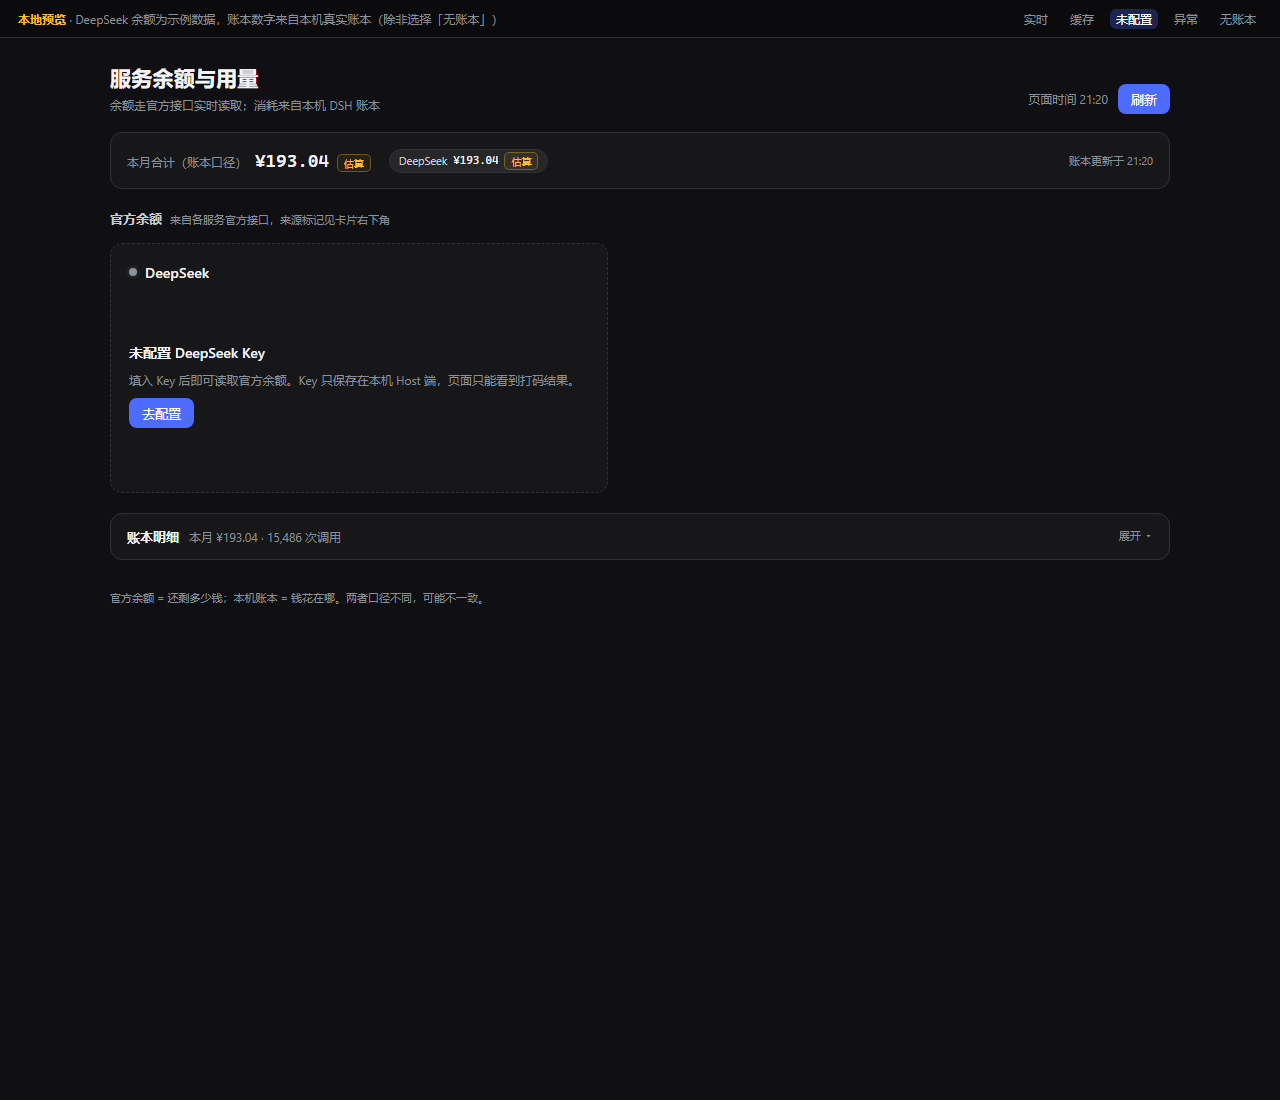 本地预览 · DeepSeek 余额为示例数据，账本数字来自本机真实账本（除非选择「无账本」） 实时 缓存 未配置 异常 无账本
服务余额与用量
余额走官方接口实时读取；消耗来自本机 DSH 账本
页面时间 21:20 刷新
本月合计（账本口径） ¥193.04 估算 DeepSeek ¥193.04 估算 账本更新于 21:20
官方余额 来自各服务官方接口，来源标记见卡片右下角
DeepSeek
未配置 DeepSeek Key
填入 Key 后即可读取官方余额。Key 只保存在本机 Host 端，页面只能看到打码结果。
去配置
账本明细 本月 ¥193.04 · 15,486 次调用 展开
官方余额 = 还剩多少钱；本机账本 = 钱花在哪。两者口径不同，可能不一致。